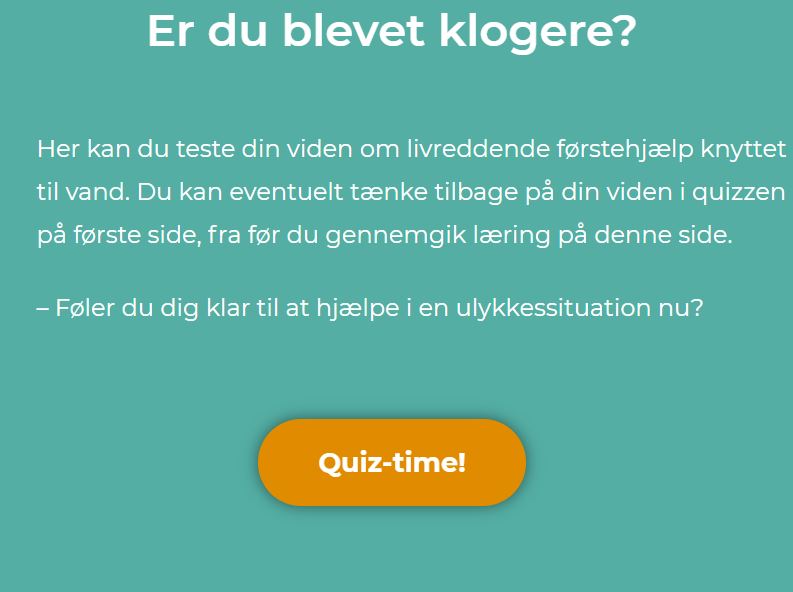 Er du blevet klogere?
Her kan du teste din viden om livreddende førstehjælp knyttet
til vand. Du kan eventuelt tænke tilbage på din viden i quizzen
på første side, fra før du gennemgik læring på denne side.
– Føler du dig klar til at hjælpe i en ulykkessituation nu?
Quiz-time!